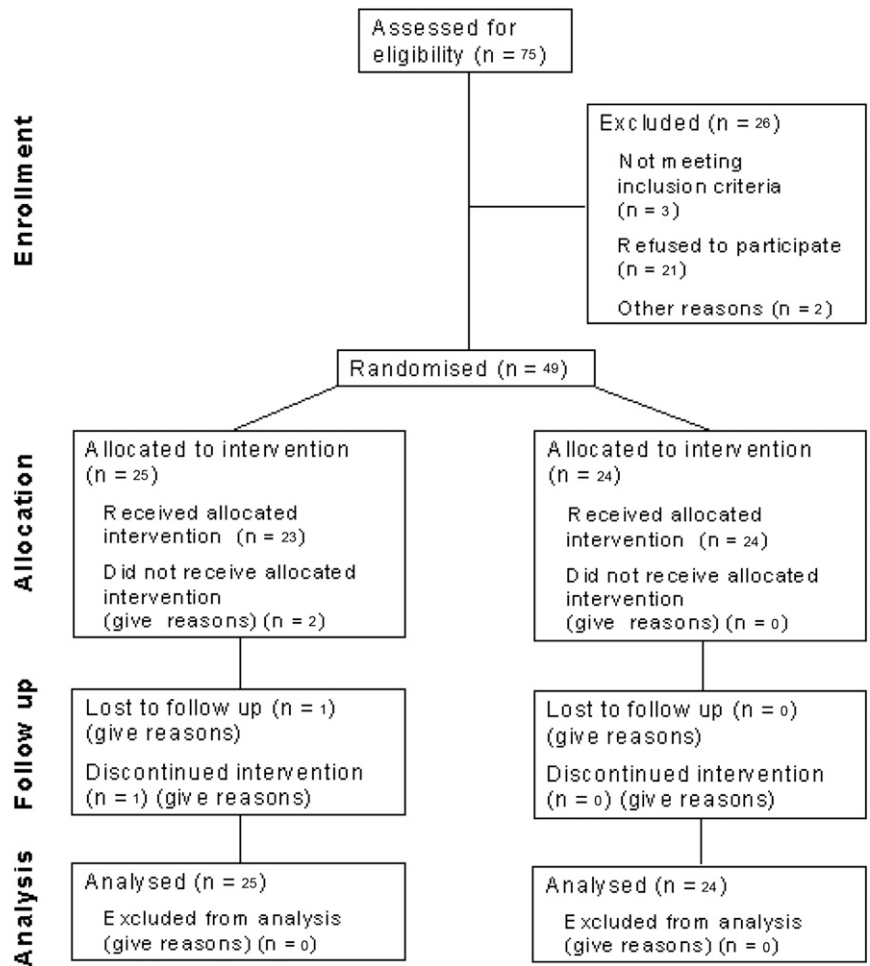 Assessed for
eligibility (n = 75)
Enrollment
Excluded (n = 26)
Not meeting
inclusion criteria
(n = 3)
Refused to participate
(n = 21)
Other reasons (n = 2)
Randomised (n = 49)
Allocation
Allocated to intervention
(n = 25)
Received allocated
intervention (n = 23)
Did not receive allocated
intervention
(give reasons) (n = 2)
Allocated to intervention
(n = 24)
Received allocated
intervention (n = 24)
Did not receive allocated
intervention
(give reasons) (n = 0)
Follow up
Lost to follow up (n = 1)
(give reasons)
Discontinued intervention
(n = 1) (give reasons)
Lost to follow up (n = 0)
(give reasons)
Discontinued intervention
(n = 0) (give reasons)
Analysis
Analysed (n = 25)
Excluded from analysis
(give reasons) (n = 0)
Analysed (n = 24)
Excluded from analysis
(give reasons) (n = 0)